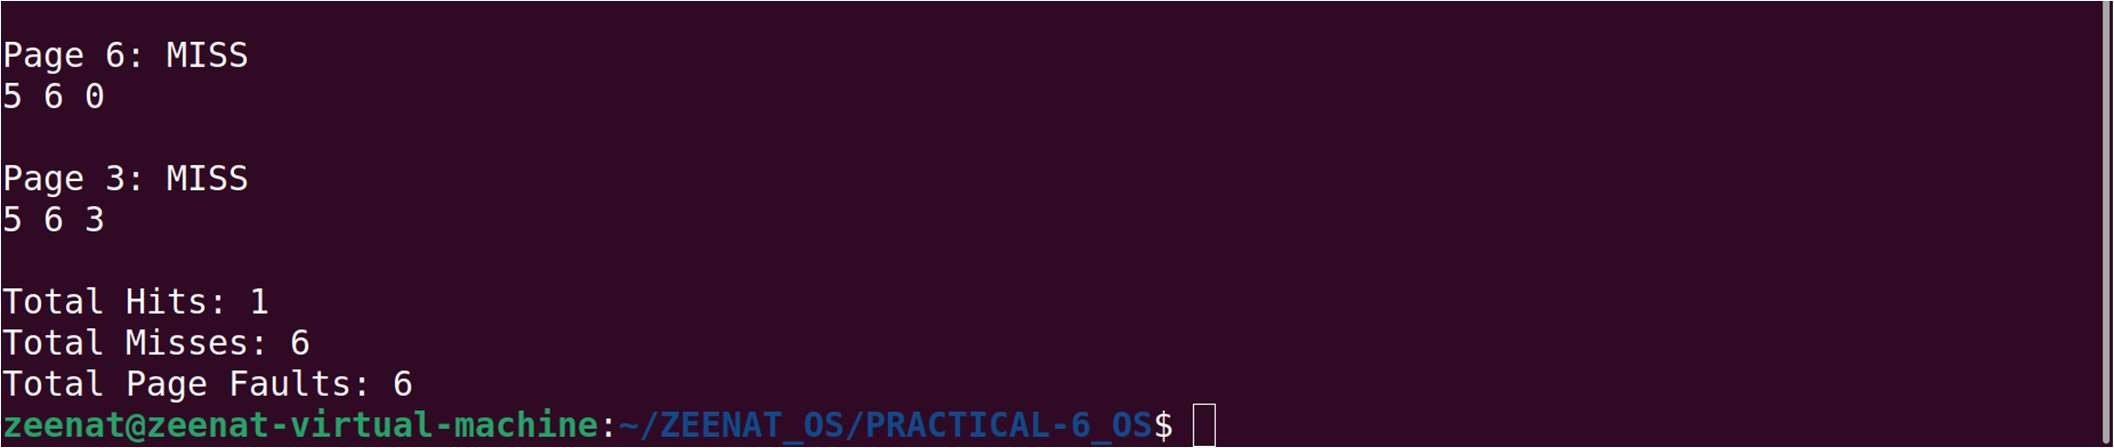 Page 6: MISS
5 6 0
Page 3: MISS
5 6 3
Total Hits: 1
Total Misses: 6
Total Page Faults: 6
zeenat@zeenat-virtual-machine:~/ZEENAT_OS/PRACTICAL-6_OS$